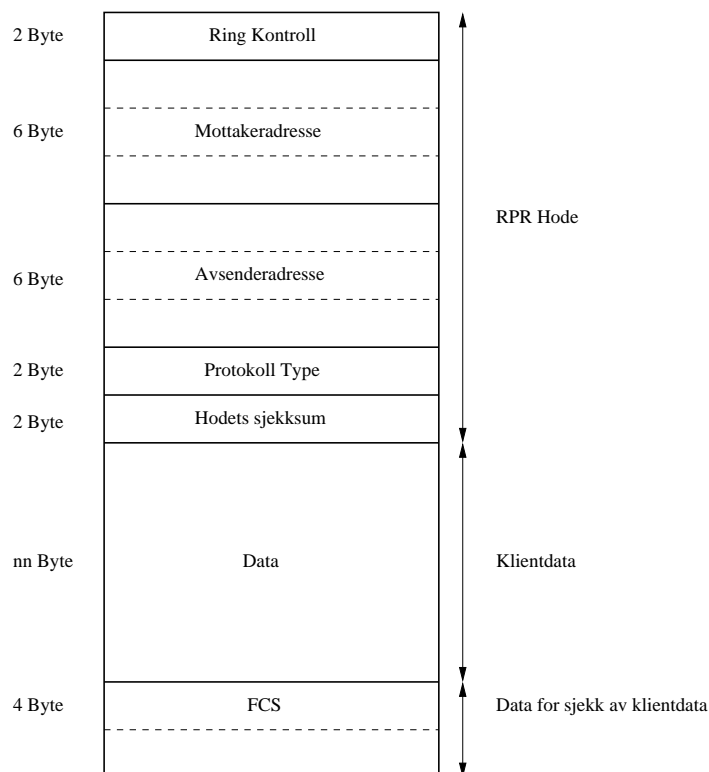 2 Byte
Ring Kontroll
6 Byte
Mottakeradresse
RPR Hode
6 Byte
Avsenderadresse
2 Byte
Protokoll Type
2 Byte
Hodets sjekksum
nn Byte
Data
Klientdata
4 Byte
FCS
Data for sjekk av klientdata